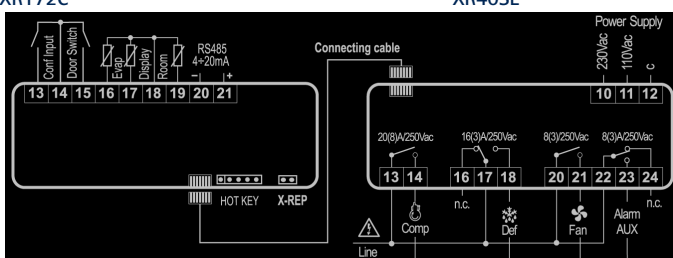 XR172C
XR403L
Power Supply
230Vac
110Vac
c
Conf Input
Door Switch
Evap
Display
Room
RS485
4÷20mA
– +
Connecting cable
13 14 15 16 17 18 19 20 21
10 11 12
20(8)A/250Vac
16(3)A/250Vac
8(3)/250Vac
8(3)A/250Vac
13 14 16 17 18 20 21 22 23 24
HOT KEY
X-REP
n.c.
n.c.
Comp
Def
Fan
Alarm
AUX
Line